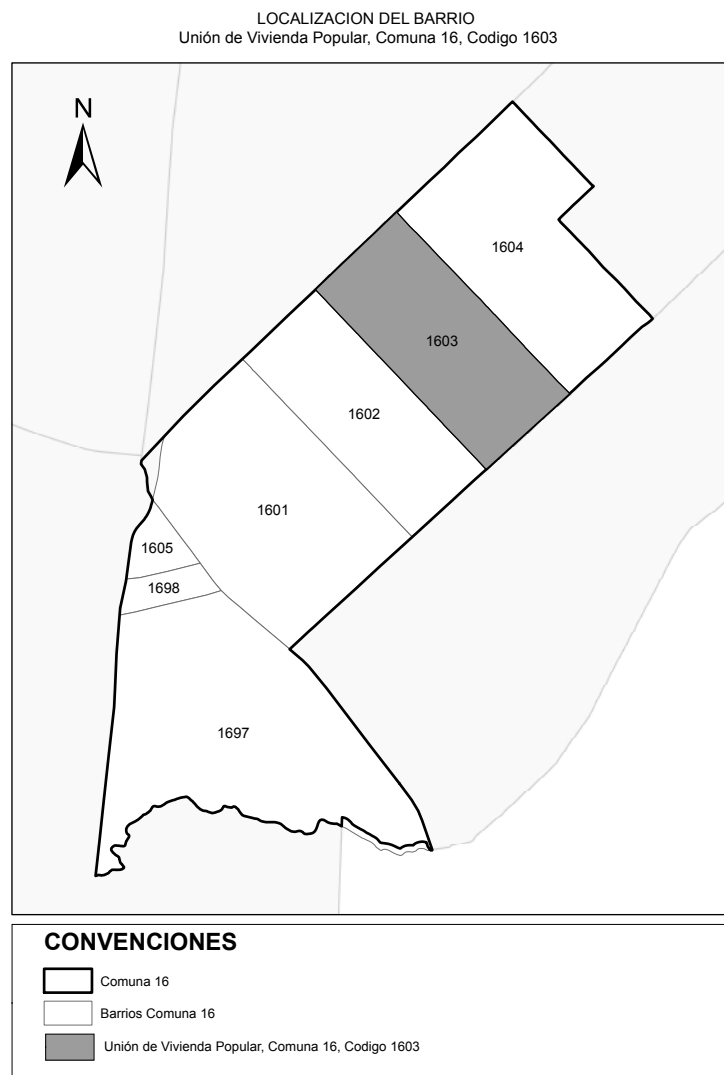 LOCALIZACION DEL BARRIO
Unión de Vivienda Popular, Comuna 16, Codigo 1603
N
1604
1603
1602
1601
1605
1698
1697
CONVENCIONES
Comuna 16
Barrios Comuna 16
Unión de Vivienda Popular, Comuna 16, Codigo 1603